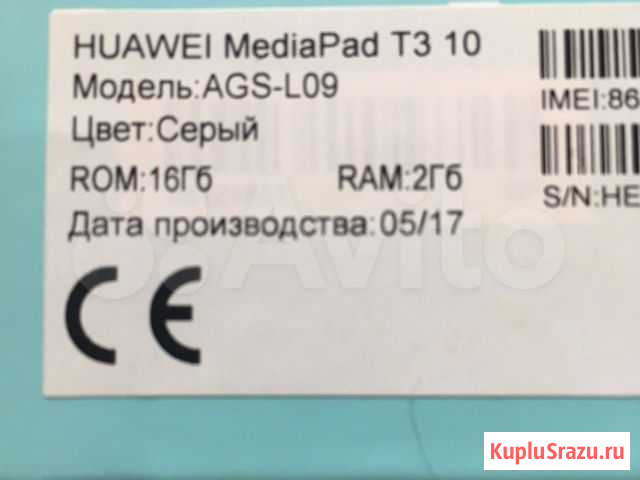 HUAWEI MediaPad T3 10
Модель:AGS-L09
IMEI:86
Цвет:Серый
ROM:16Гб RAM:2Гб
S/N:HE
Дата производства:05/17
Avito
CE
KupluSrazu.ru